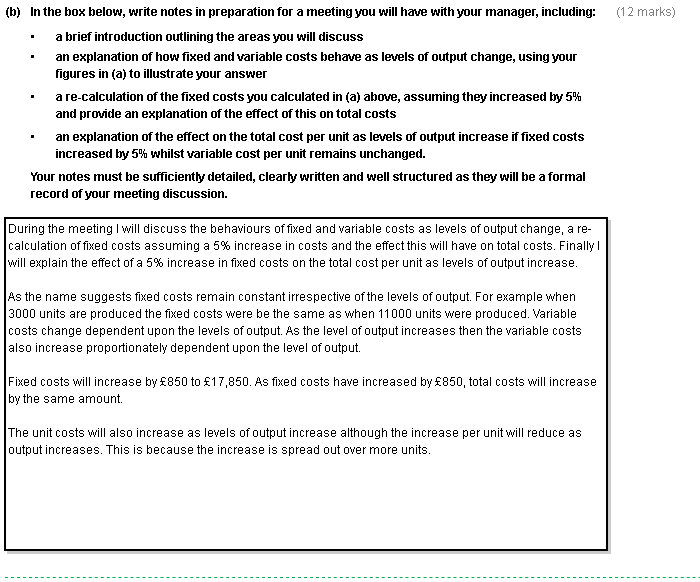 (b) In the box below, write notes in preparation for a meeting you will have with your manager, including: (12 marks)
• a brief introduction outlining the areas you will discuss
• an explanation of how fixed and variable costs behave as levels of output change, using your
figures in (a) to illustrate your answer
• a re-calculation of the fixed costs you calculated in (a) above, assuming they increased by 5%
and provide an explanation of the effect of this on total costs
• an explanation of the effect on the total cost per unit as levels of output increase if fixed costs
increased by 5% whilst variable cost per unit remains unchanged.
Your notes must be sufficiently detailed, clearly written and well structured as they will be a formal
record of your meeting discussion.
During the meeting I will discuss the behaviours of fixed and variable costs as levels of output change, a re-
calculation of fixed costs assuming a 5% increase in costs and the effect this will have on total costs. Finally I
will explain the effect of a 5% increase in fixed costs on the total cost per unit as levels of output increase.
As the name suggests fixed costs remain constant irrespective of the levels of output. For example when
3000 units are produced the fixed costs were be the same as when 11000 units were produced. Variable
costs change dependent upon the levels of output. As the level of output increases then the variable costs
also increase proportionately dependent upon the level of output.
Fixed costs will increase by £850 to £17,850. As fixed costs have increased by £850, total costs will increase
by the same amount.
The unit costs will also increase as levels of output increase although the increase per unit will reduce as
output increases. This is because the increase is spread out over more units.